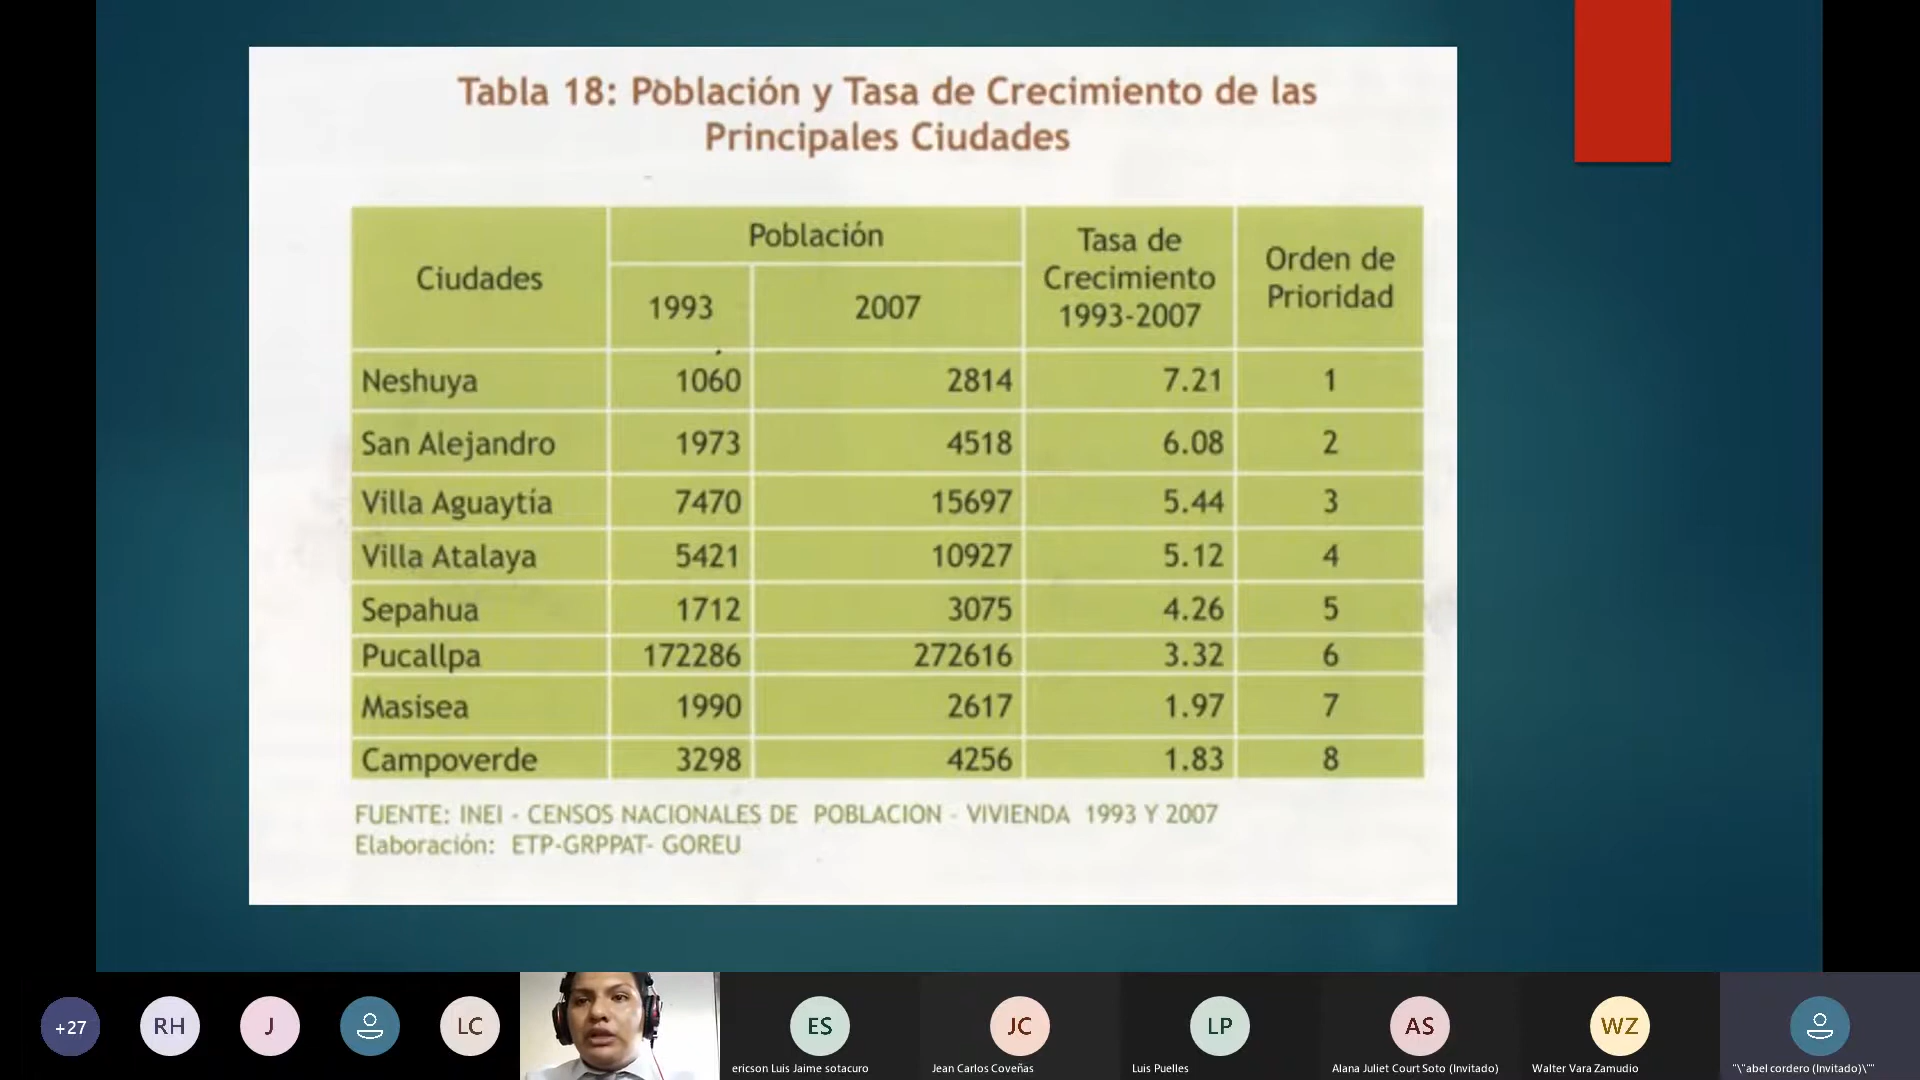 Tabla 18: Población y Tasa de Crecimiento de las
Principales Ciudades
Ciudades
Población
1993
2007
Tasa de
Crecimiento
1993-2007
Orden de
Prioridad
Neshuya 1060 2814 7.21 1
San Alejandro 1973 4518 6.08 2
Villa Aguaytía 7470 15697 5.44 3
Villa Atalaya 5421 10927 5.12 4
Sepahua 1712 3075 4.26 5
Pucallpa 172286 272616 3.32 6
Masisea 1990 2617 1.97 7
Campoverde 3298 4256 1.83 8
FUENTE: INEI - CENSOS NACIONALES DE POBLACION - VIVIENDA 1993 Y 2007
Elaboración: ETP-GRPPAT- GOREU
+27
RH
J
LC
ES
JC
LP
AS
WZ
ericson Luis Jaime sotacuro
Jean Carlos Coveñas
Luis Puelles
Alana Juliet Court Soto (Invitado)
Walter Vara Zamudio
"\"abel cordero (Invitado)\""